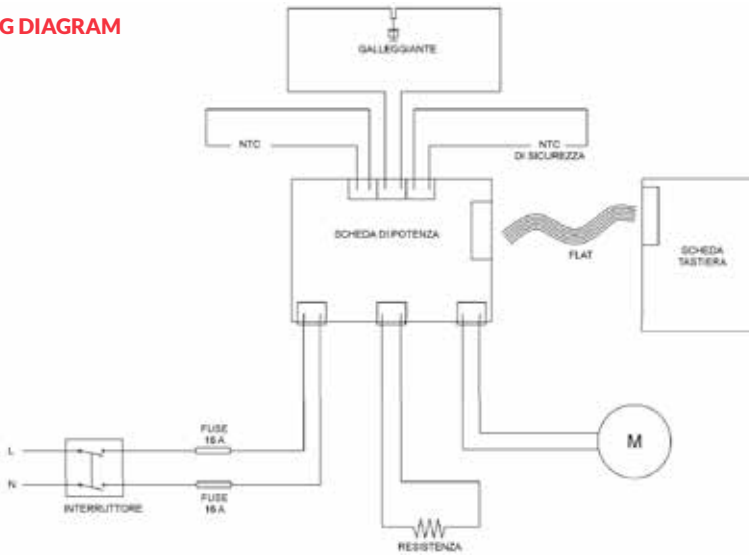 G DIAGRAM
GALLEGGIANTE
NTC
NTC
DI SICUREZZA
SCHEDA DI POTENZA
FLAT
SCHEDA
TASTIERA
FUSE
16 A
L
M
N
INTERRUTTORE
FUSE
16 A
RESISTENZA